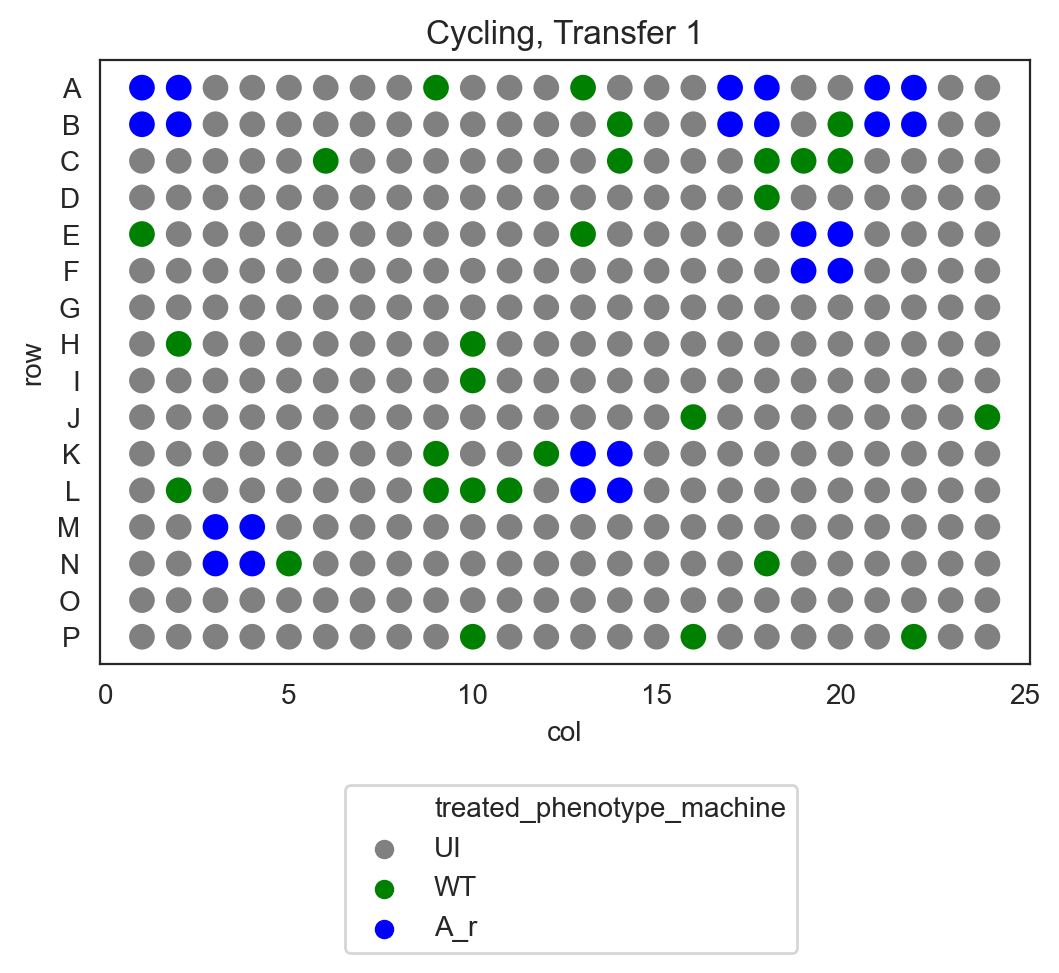 Cycling, Transfer 1
A
B
C
D
E
F
G
H
I
J
K
L
M
N
O
P
row
0 5 10 15 20 25
col
treated_phenotype_machine
UI
WT
A_r